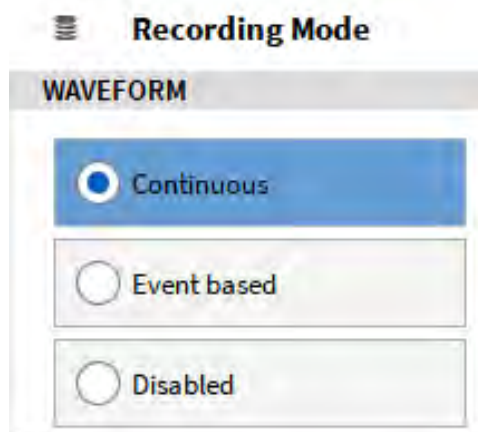 Recording Mode
WAVEFORM
Continuous
Event based
Disabled